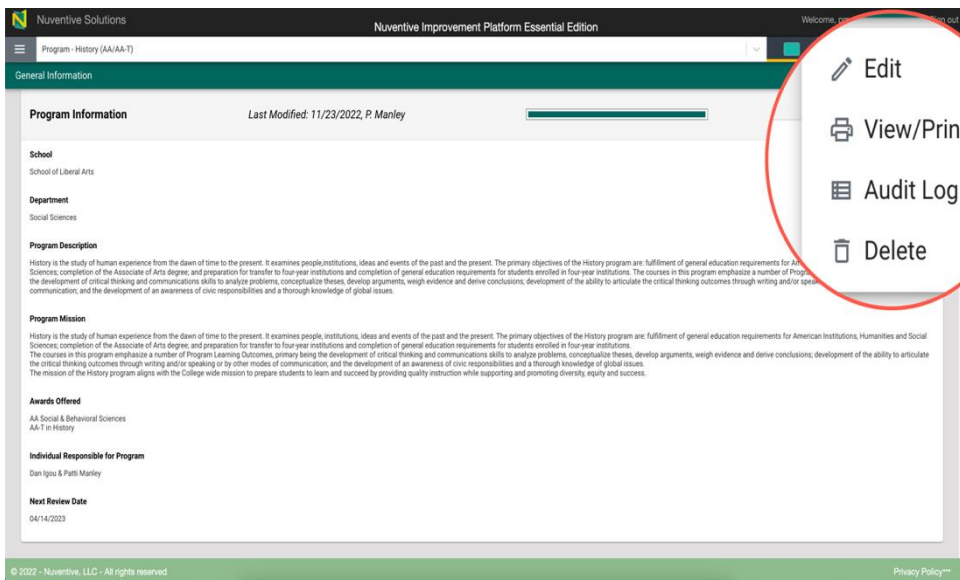 Nuventive Solutions
Nuventive Improvement Platform Essential Edition
Welcome,
Sign out
Program - History (AA/AA-T)
General Information
Edit
View/Prin
Audit Log
Delete
Program Information
Last Modified: 11/23/2022, P. Manley
School
School of Liberal Arts
Department
Social Sciences
Program Description
History is the study of human experience from the dawn of time to the present. It examines people,institutions, ideas and events of the past and the present. The primary objectives of the History program are: fulfillment of general education requirements for
Sciences; completion of the Associate of Arts degree; and preparation for transfer to four-year institutions and completion of general education requirements for students enrolled in four-year institutions. The courses in this program emphasize a number of
the development of critical thinking and communications skills to analyze problems, conceptualize theses, develop arguments, weigh evidence and derive conclusions; development of the ability to articulate the critical thinking outcomes through writing and/or
communication; and the development of an awareness of civic responsibilities and a thorough knowledge of global issues.
Program Mission
History is the study of human experience from the dawn of time to the present. It examines people, institutions, ideas and events of the past and the present. The primary objectives of the History program are: fulfillment of general education requirements for American Institutions, Humanities and Social
Sciences; completion of the Associate of Arts degree; and preparation for transfer to four-year institutions and completion of general education requirements for students enrolled in four-year institutions.
The courses in this program emphasize a number of Program Learning Outcomes, primary being the development of critical thinking and communications skills to analyze problems, conceptualize theses, develop arguments, weigh evidence and derive conclusions; development of the ability to articulate
the critical thinking outcomes through writing and/or speaking or by other modes of communication; and the development of an awareness of civic responsibilities and a thorough knowledge of global issues.
The mission of the History program aligns with the College wide mission to prepare students to learn and succeed by providing quality instruction while supporting and promoting diversity, equity and success.
Awards Offered
AA Social & Behavioral Sciences
AA-T in History
Individual Responsible for Program
Dan Igou & Patti Manley
Next Review Date
04/14/2023
© 2022 - Nuventive, LLC - All rights reserved
Privacy Policy